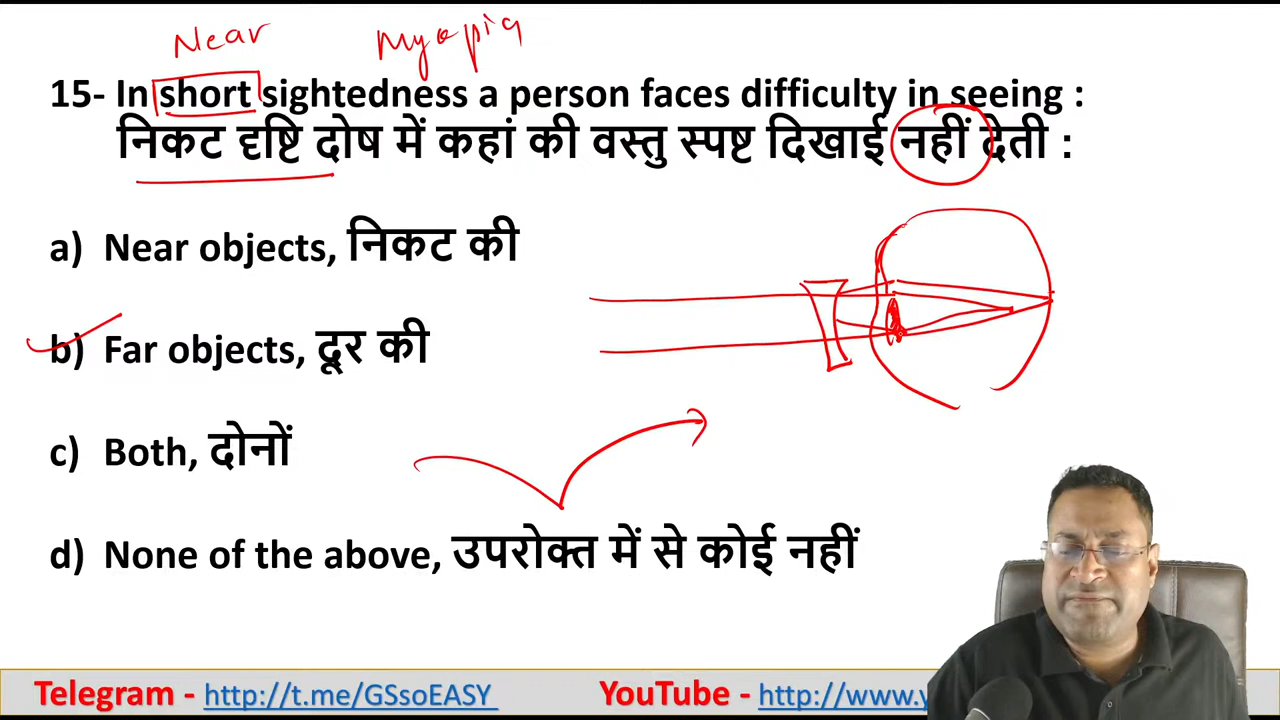 Near Myopia
15- In short sightedness a person faces difficulty in seeing :
निकट दृष्टि दोष में कहां की वस्तु स्पष्ट दिखाई नहीं देती :
a) Near objects, निकट की
b) Far objects, दूर की
c) Both, दोनों
d) None of the above, उपरोक्त में से कोई नहीं
Telegram - http://t.me/GSsoEASY YouTube - http://www.y